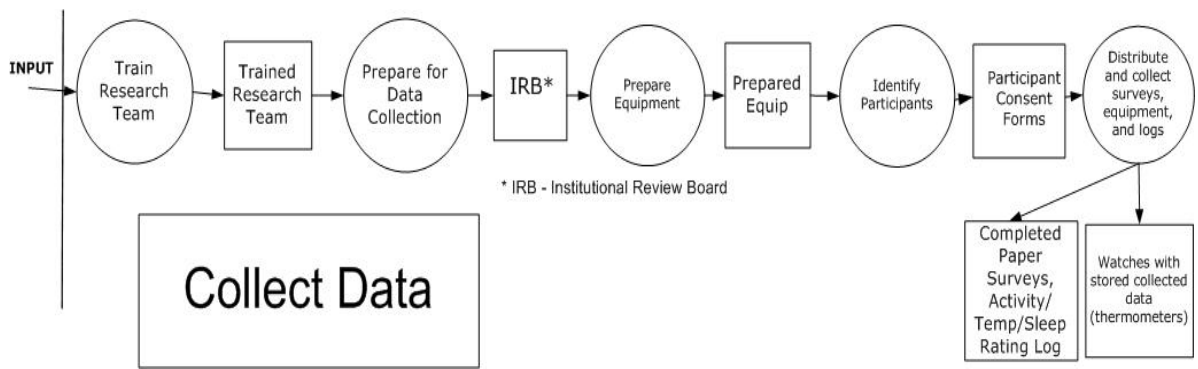 INPUT
Train
Research
Team
Trained
Research
Team
Prepare for
Data
Collection
IRB*
Prepare
Equipment
Prepared
Equip
Identify
Participants
Participant
Consent
Forms
Distribute
and collect
surveys,
equipment,
and logs
* IRB - Institutional Review Board
Collect Data
Completed
Paper
Surveys,
Activity/
Temp/Sleep
Rating Log
Watches with
stored collected
data
(thermometers)